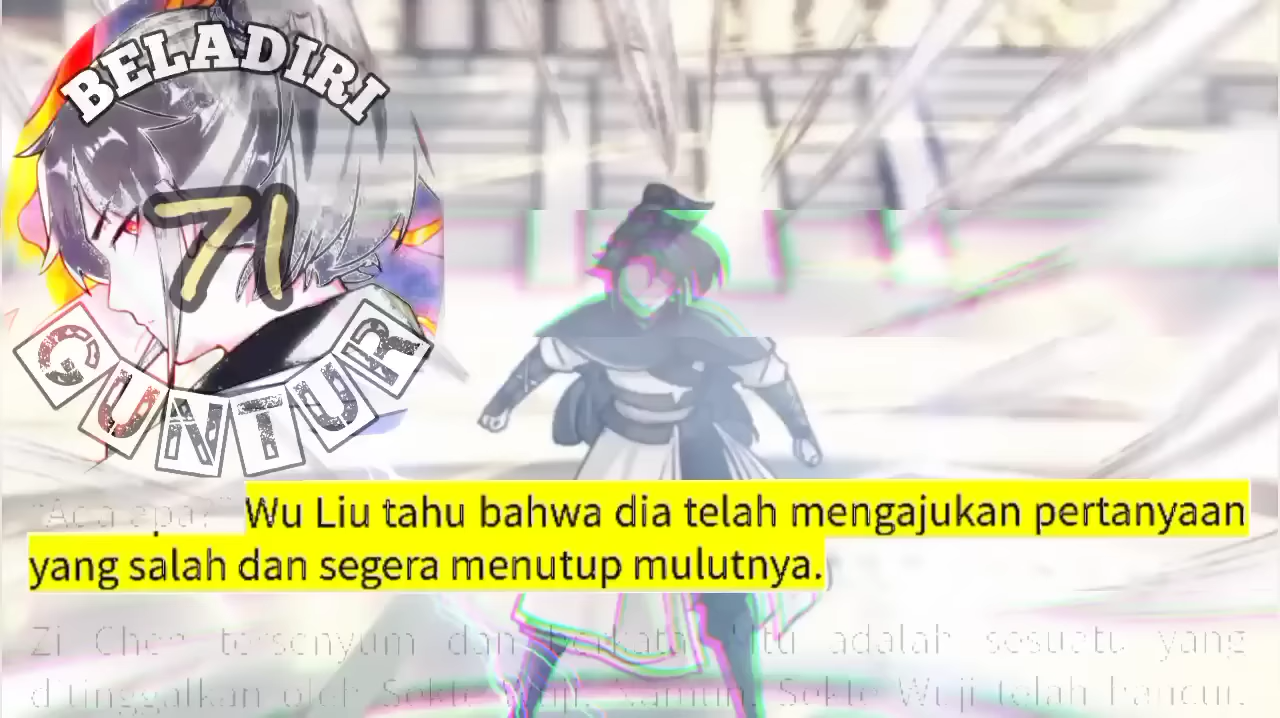 BELADIRI
71
GUNTUR
"Ada apa?" Wu Liu tahu bahwa dia telah mengajukan pertanyaan
yang salah dan segera menutup mulutnya.
Zi Chen tersenyum dan berkata, "Itu adalah sesuatu yang
ditinggalkan oleh Sekte Wuji. Namun, Sekte Wuji telah hancur.